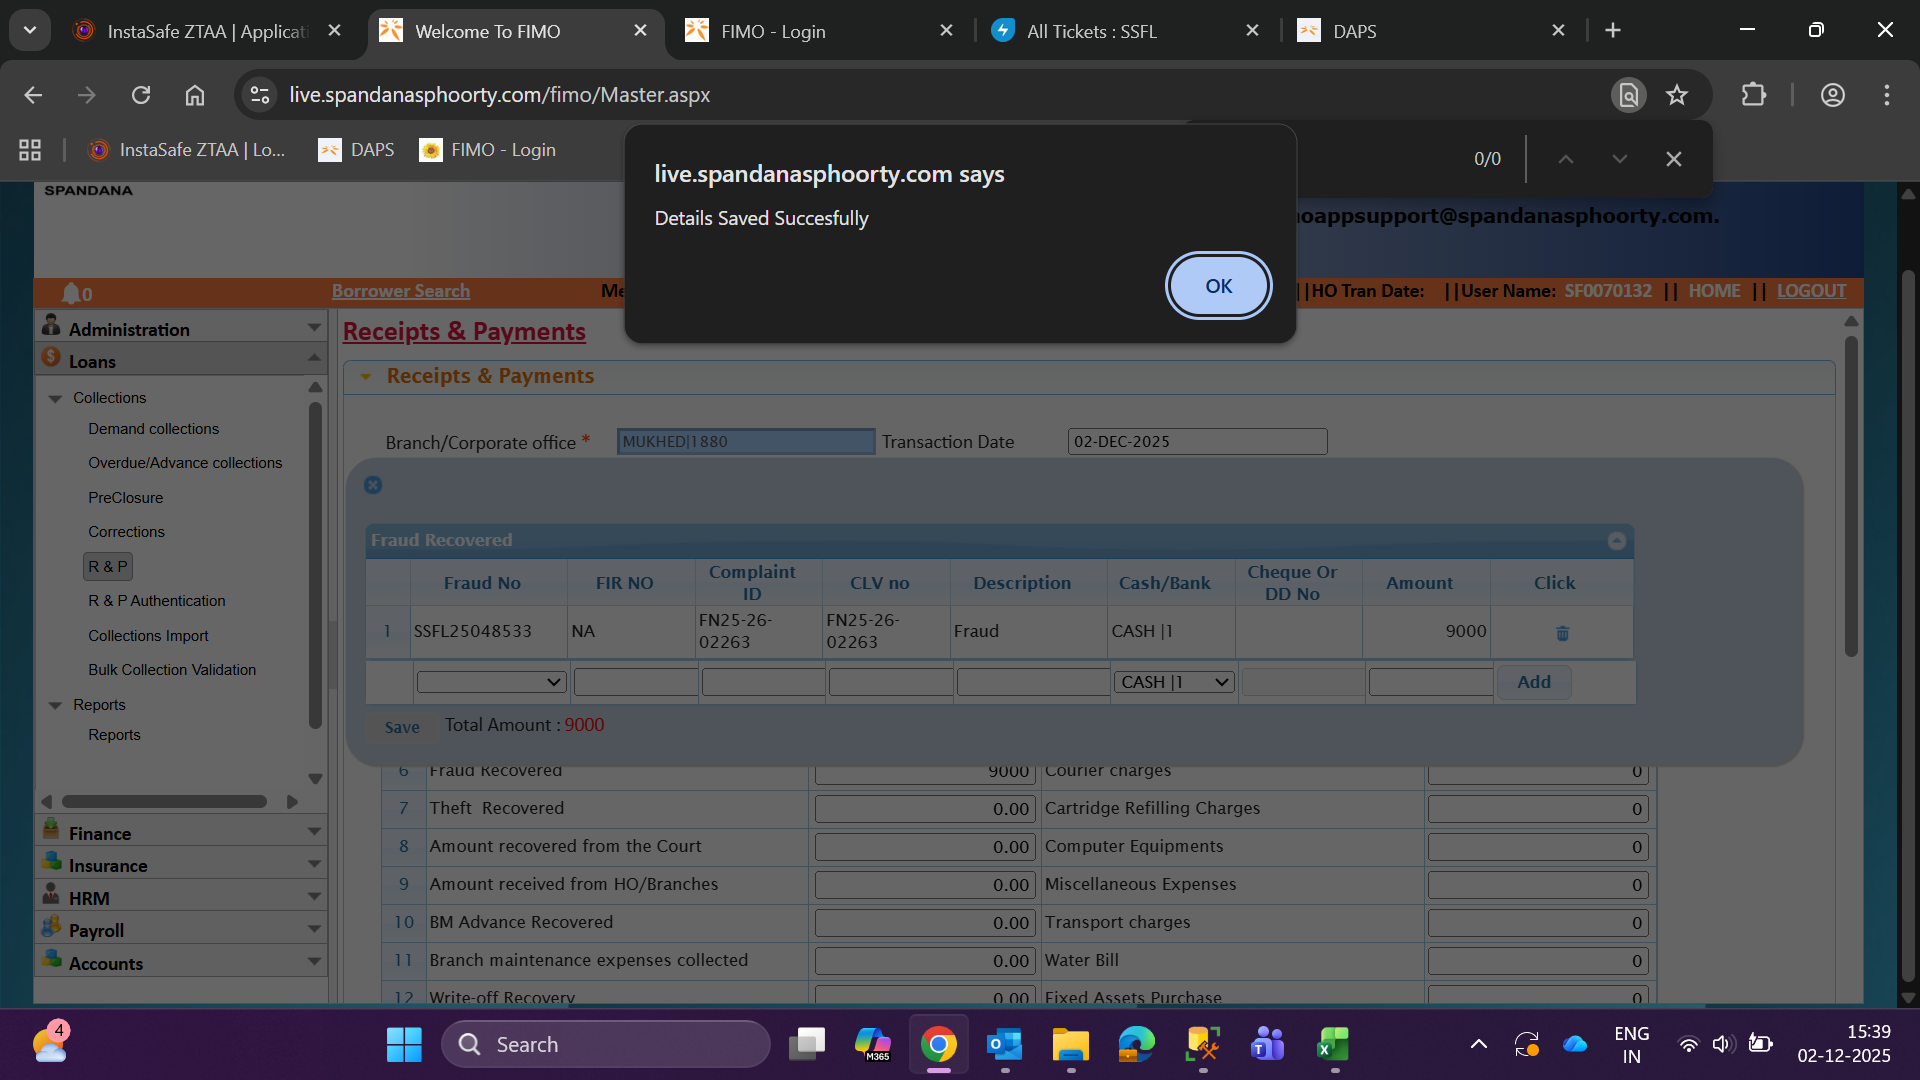 InstaSafe ZTAA | Applicati
Welcome To FIMO
FIMO - Login
All Tickets : SSFL
DAPS
live.spandanasphoorty.com/fimo/Master.aspx
InstaSafe ZTAA | Lo...
DAPS
FIMO - Login
0/0
live.spandanasphoorty.com says
Details Saved Succesfully
OK
SPANDANA
oappsupport@spandanasphoorty.com.
0
Borrower Search
||HO Tran Date: ||User Name: SF0070132 || HOME || LOGOUT
Administration
Loans
Collections
Demand collections
Overdue/Advance collections
PreClosure
Corrections
R & P
R & P Authentication
Collections Import
Bulk Collection Validation
Reports
Reports
Finance
Insurance
HRM
Payroll
Accounts
Receipts & Payments
Receipts & Payments
Branch/Corporate office * MUKHED|1880 Transaction Date 02-DEC-2025
Fraud Recovered
Fraud No FIR NO Complaint ID CLV no Description Cash/Bank Cheque Or DD No Amount Click
1 SSFL25048533 NA FN25-26-02263 FN25-26-02263 Fraud CASH |1 9000
CASH |1 Add
Save Total Amount : 9000
6 Fraud Recovered 9000 Courier charges 0
7 Theft Recovered 0.00 Cartridge Refilling Charges 0
8 Amount recovered from the Court 0.00 Computer Equipments 0
9 Amount received from HO/Branches 0.00 Miscellaneous Expenses 0
10 BM Advance Recovered 0.00 Transport charges 0
11 Branch maintenance expenses collected 0.00 Water Bill 0
12 Write-off Recovery 0.00 Fixed Assets Purchase 0
4
Search
M365
ENG
IN
15:39
02-12-2025